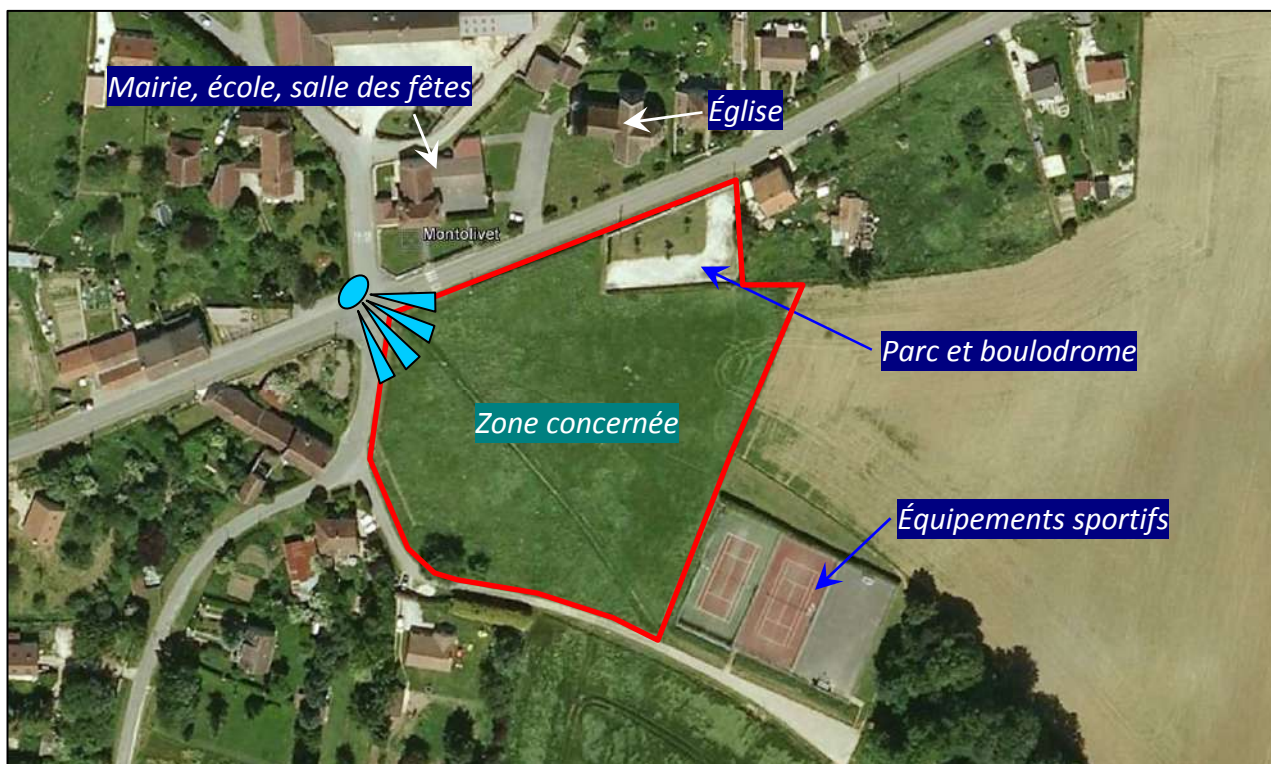 Mairie, école, salle des fêtes
Église
Montolivet
Parc et boulodrome
Zone concernée
Équipements sportifs